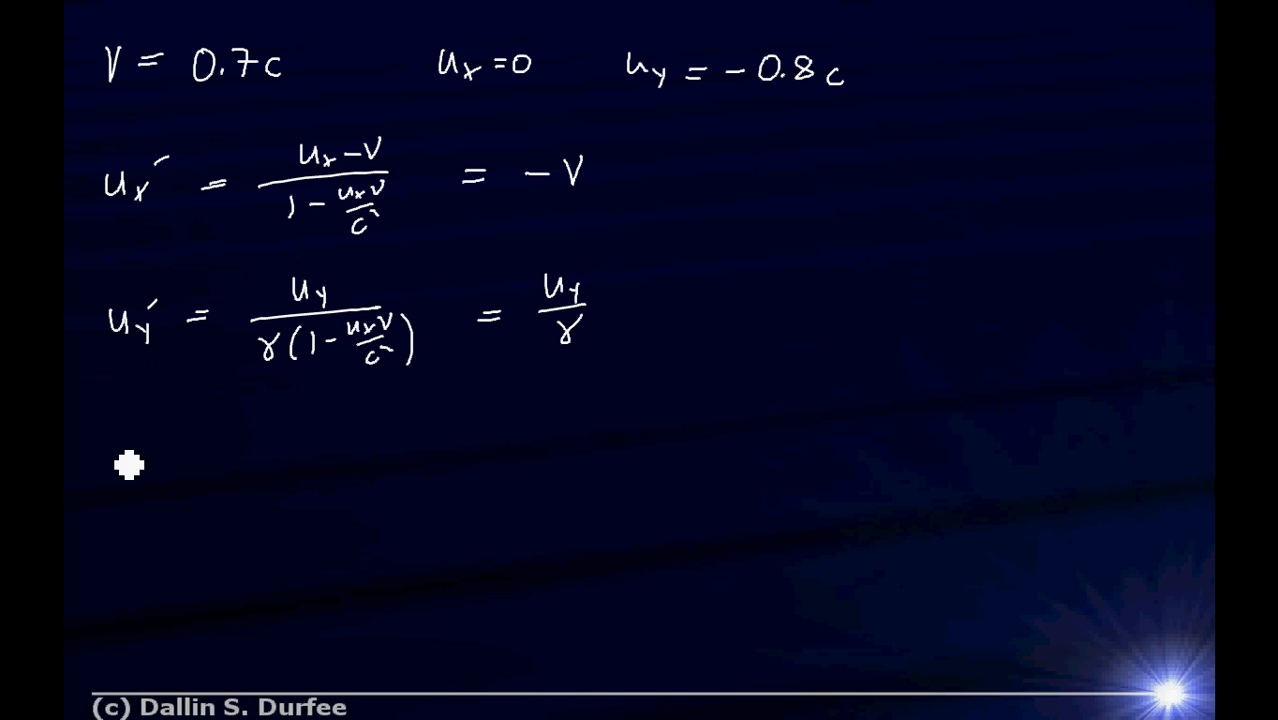 V = 0.7c  uₓ = 0  u_y = -0.8c
uₓ′ = (uₓ - V) / (1 - uₓV/c²) = -V
u_y′ = u_y / (γ(1 - uₓV/c²)) = u_y/γ
(c) Dallin S. Durfee